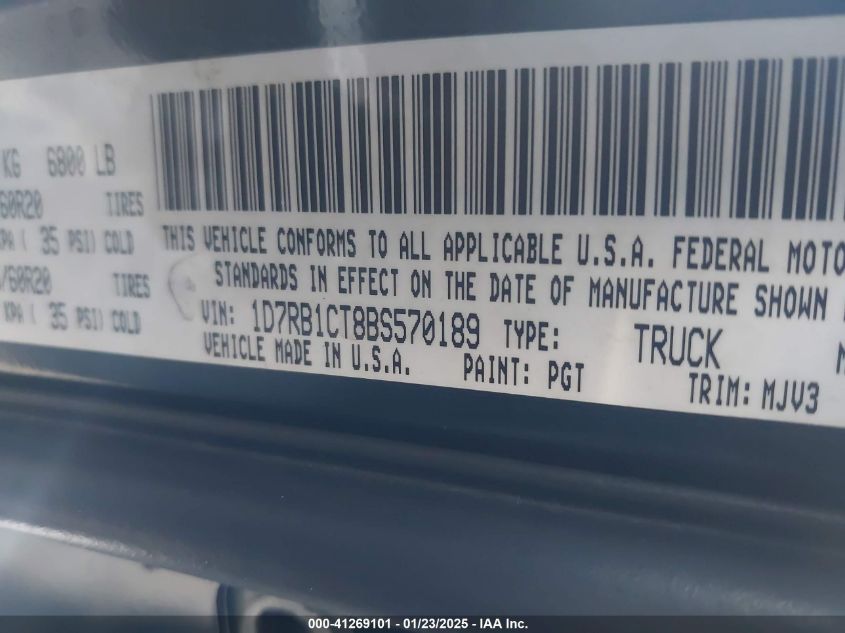 KG 6800 LB
60R20 TIRES
KPA ( 35 PSI) COLD
/60R20 TIRES
KPA ( 35 PSI) COLD
THIS VEHICLE CONFORMS TO ALL APPLICABLE U.S.A. FEDERAL MOTO
STANDARDS IN EFFECT ON THE DATE OF MANUFACTURE SHOWN
VIN: 1D7RB1CT8BS570189 TYPE: TRUCK
VEHICLE MADE IN U.S.A. PAINT: PGT TRIM: MJV3
000-41269101 - 01/23/2025 - IAA Inc.